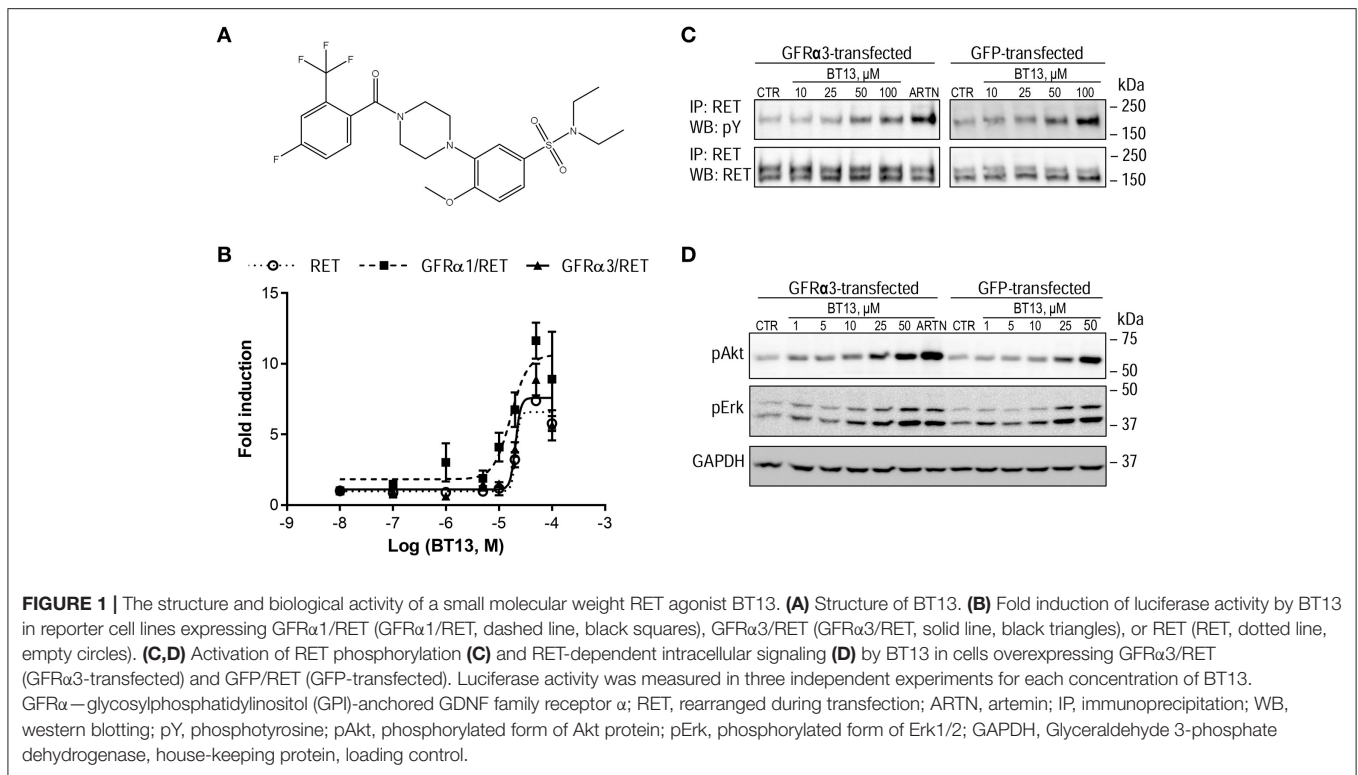 A
F
F
F
O
N
N
F
O
S
O
O
N
B
RET
GFRα1/RET
GFRα3/RET
15
10
5
0
Fold induction
-9 -8 -7 -6 -5 -4 -3
Log (BT13, M)
C
GFRα3-transfected GFP-transfected
BT13, µM BT13, µM
CTR 10 25 50 100 ARTN CTR 10 25 50 100 kDa
IP: RET
WB: pY
– 250
– 150
IP: RET
WB: RET
– 250
– 150
D
GFRα3-transfected GFP-transfected
BT13, µM BT13, µM
CTR 1 5 10 25 50 ARTN CTR 1 5 10 25 50 kDa
pAkt
– 75
– 50
pErk
– 50
– 37
GAPDH
– 37
FIGURE 1 | The structure and biological activity of a small molecular weight RET agonist BT13. (A) Structure of BT13. (B) Fold induction of luciferase activity by BT13
in reporter cell lines expressing GFRα1/RET (GFRα1/RET, dashed line, black squares), GFRα3/RET (GFRα3/RET, solid line, black triangles), or RET (RET, dotted line,
empty circles). (C,D) Activation of RET phosphorylation (C) and RET-dependent intracellular signaling (D) by BT13 in cells overexpressing GFRα3/RET
(GFRα3-transfected) and GFP/RET (GFP-transfected). Luciferase activity was measured in three independent experiments for each concentration of BT13.
GFRα—glycosylphosphatidylinositol (GPI)-anchored GDNF family receptor α; RET, rearranged during transfection; ARTN, artemin; IP, immunoprecipitation; WB,
western blotting; pY, phosphotyrosine; pAkt, phosphorylated form of Akt protein; pErk, phosphorylated form of Erk1/2; GAPDH, Glyceraldehyde 3-phosphate
dehydrogenase, house-keeping protein, loading control.